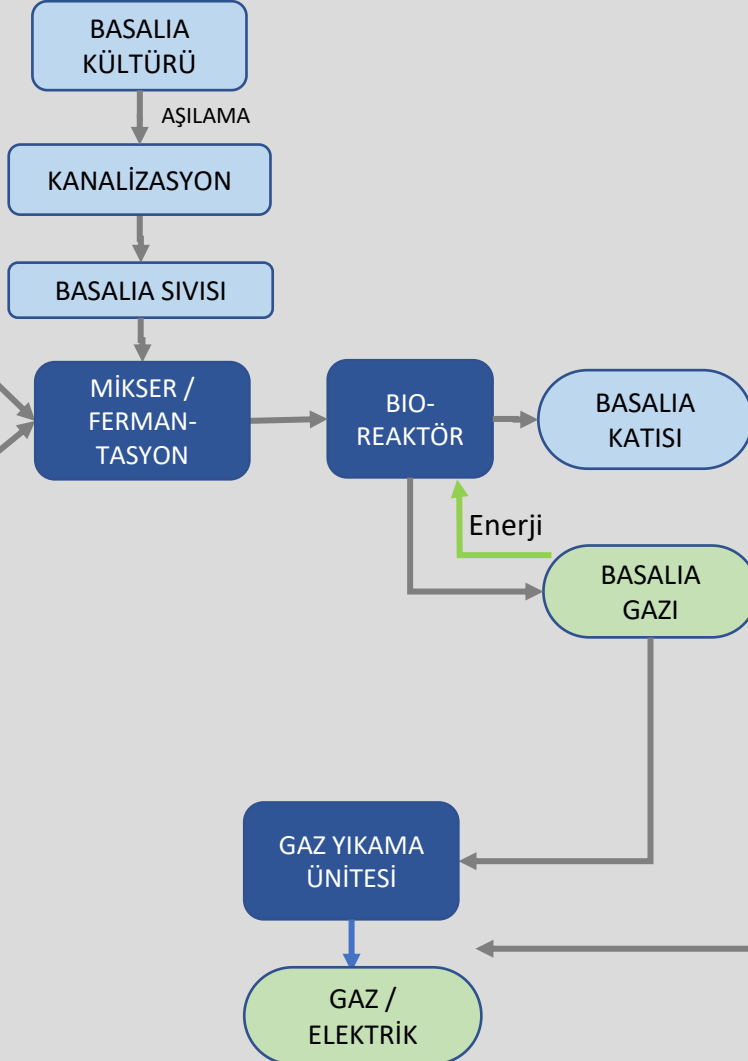 BASALIA
KÜLTÜRÜ
AŞILAMA
KANALİZASYON
BASALIA SIVISI
MİKSER /
FERMAN-
TASYON
BIO-
REAKTÖR
BASALIA
KATISI
Enerji
BASALIA
GAZI
GAZ YIKAMA
ÜNİTESİ
GAZ /
ELEKTRİK